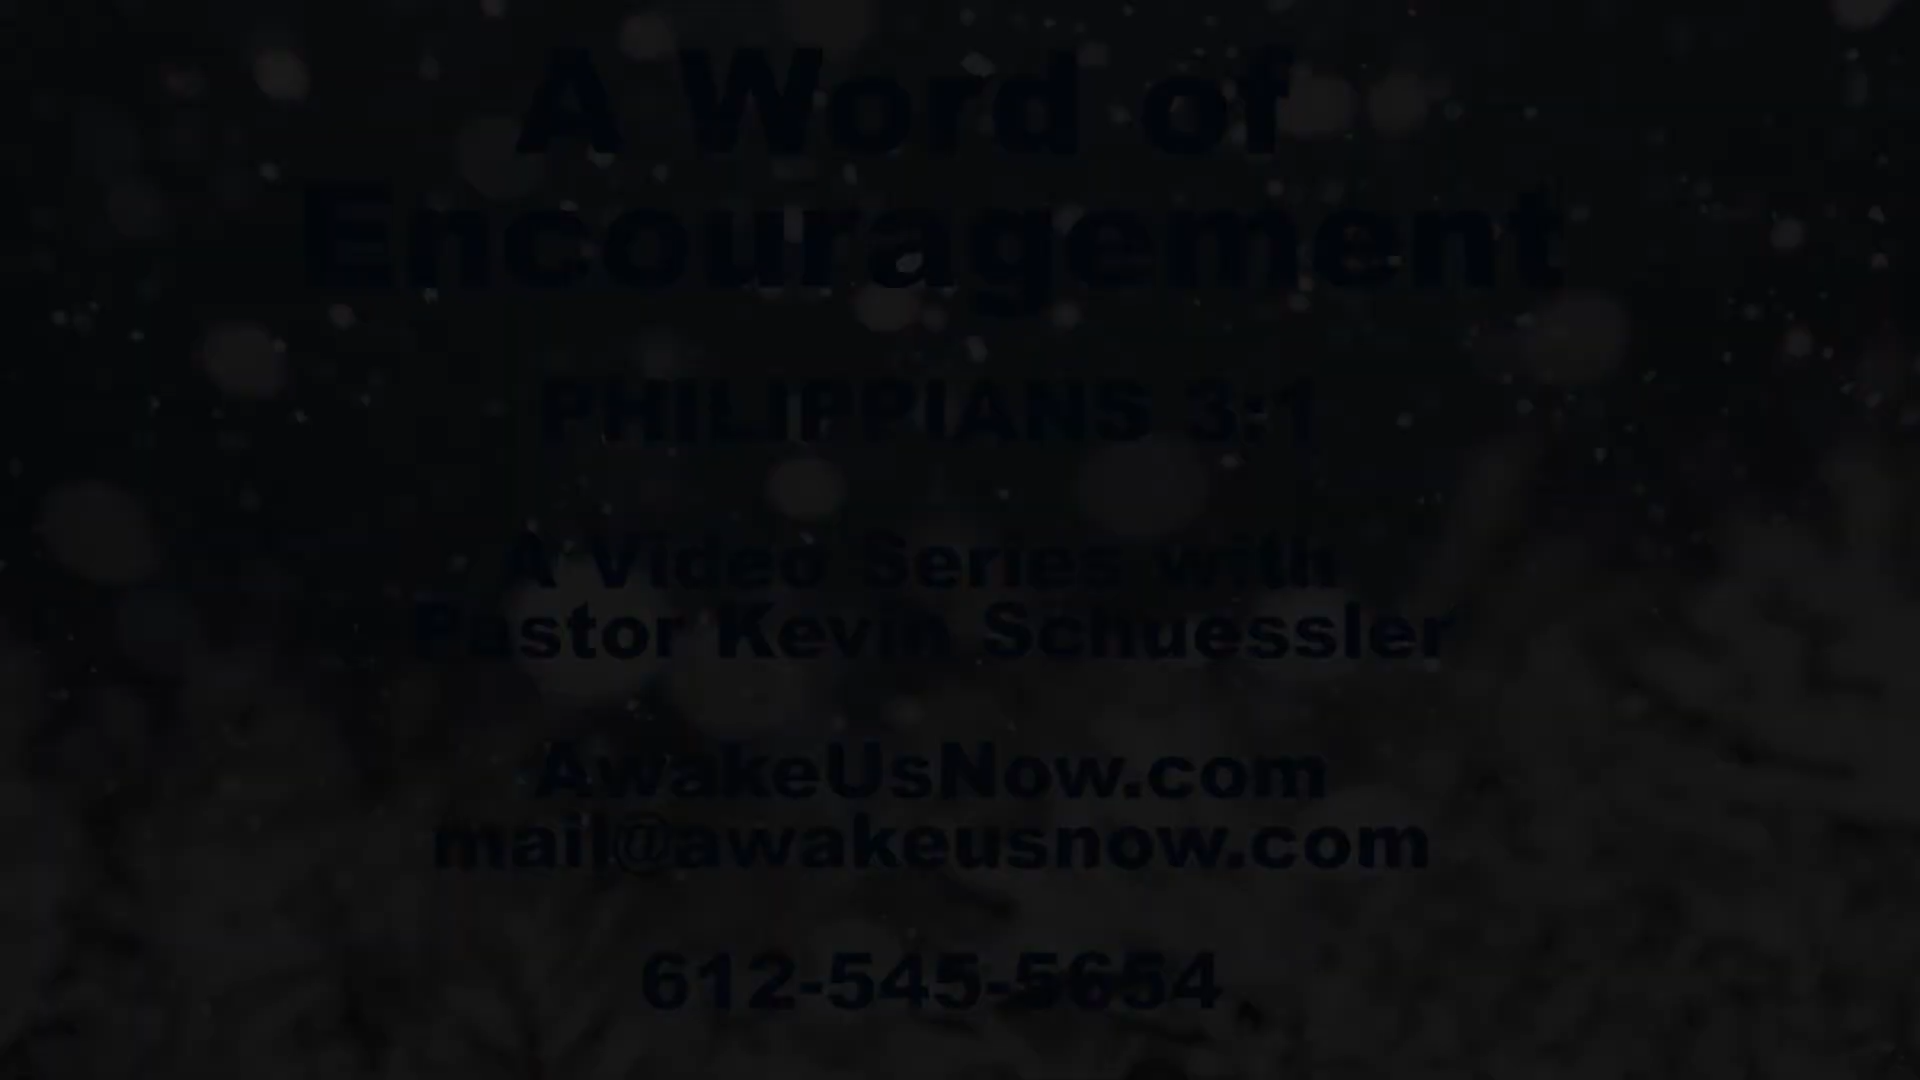 A Word of
Encouragement
PHILIPPIANS 3:1
A Video Series with
Pastor Kevin Schuessler
AwakeUsNow.com
mail@awakeusnow.com
612-545-5654